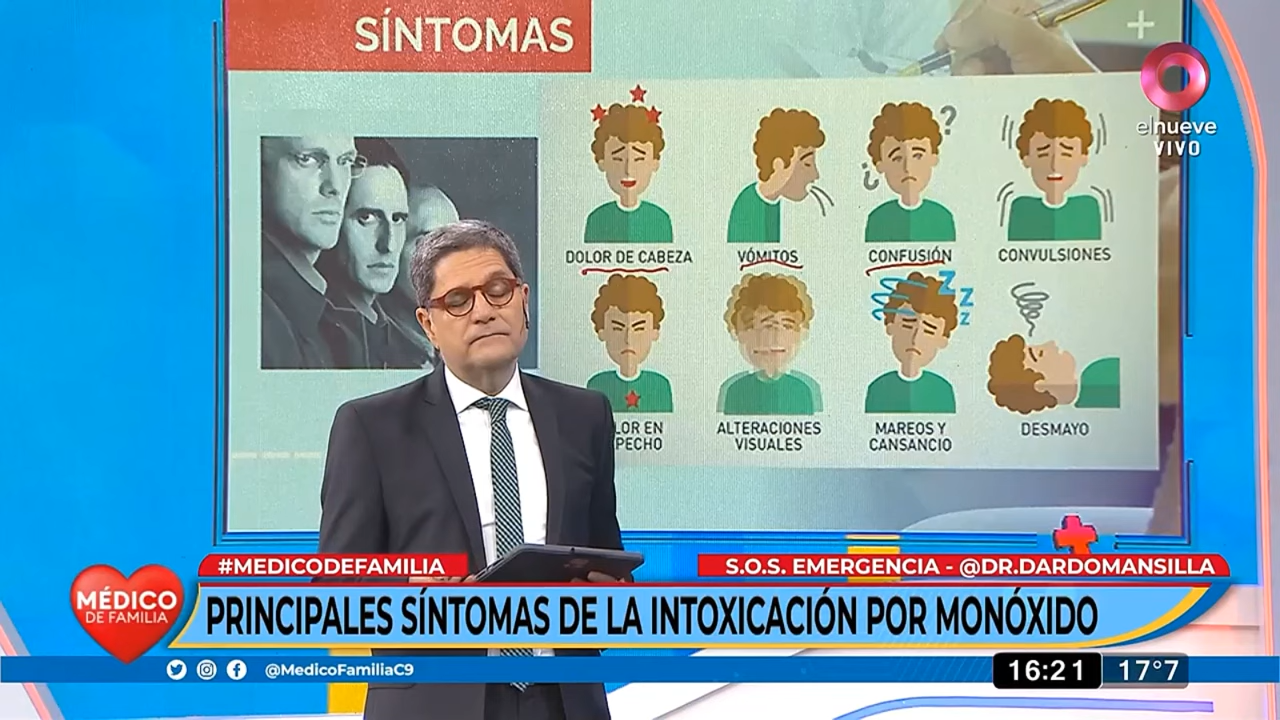 SÍNTOMAS
elnueve
VIVO
?
¿
DOLOR DE CABEZA
VÓMITOS
CONFUSIÓN
CONVULSIONES
Z Z Z
PECHO
ALTERACIONES
VISUALES
MAREOS Y
CANSANCIO
DESMAYO
#MEDICODEFAMILIA
S.O.S. EMERGENCIA - @DR.DARDOMANSILLA
MÉDICO
DE FAMILIA
PRINCIPALES SÍNTOMAS DE LA INTOXICACIÓN POR MONÓXIDO
@MedicoFamiliaC9
16:21
17°7